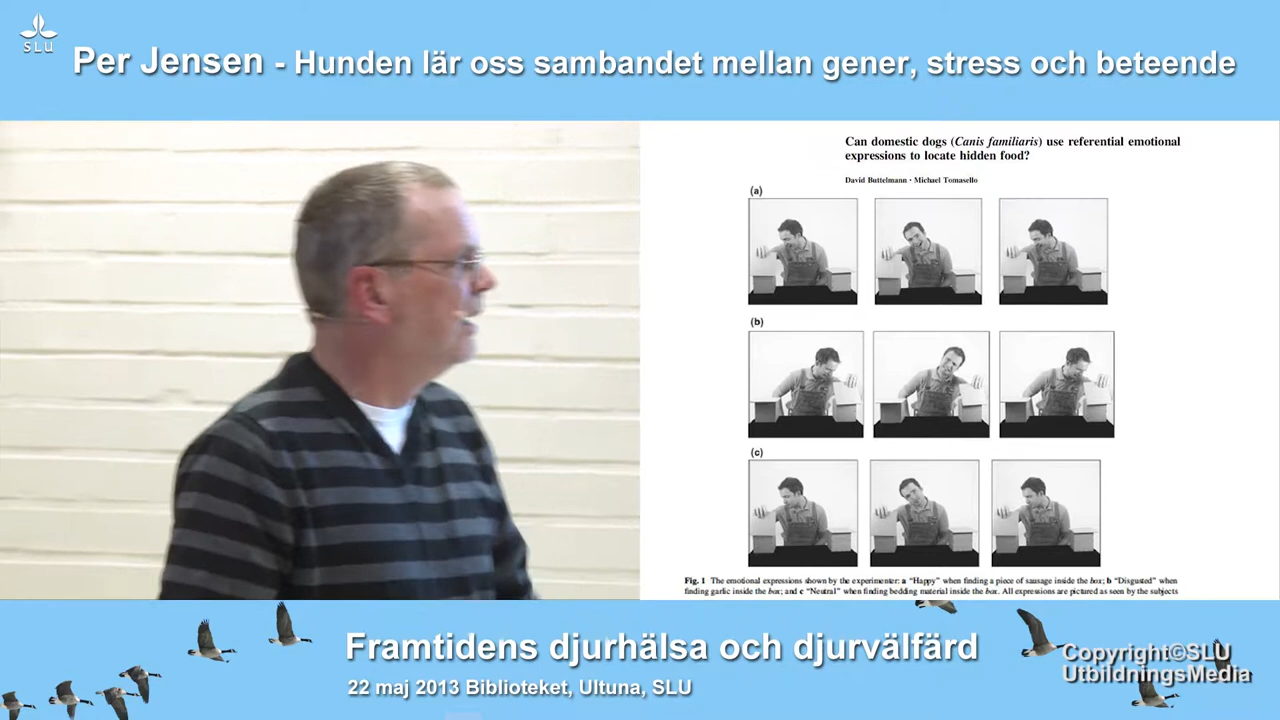 SLU
Per Jensen - Hunden lär oss sambandet mellan gener, stress och beteende
Can domestic dogs (Canis familiaris) use referential emotional
expressions to locate hidden food?
David Buttelmann · Michael Tomasello
(a)
(b)
(c)
Fig. 1 The emotional expressions shown by the experimenter: a “Happy” when finding a piece of sausage inside the box; b “Disgusted” when
finding garlic inside the box; and c “Neutral” when finding bedding material inside the box. All expressions are pictured as seen by the subjects
Framtidens djurhälsa och djurvälfärd
22 maj 2013 Biblioteket, Ultuna, SLU
Copyright©SLU
UtbildningsMedia